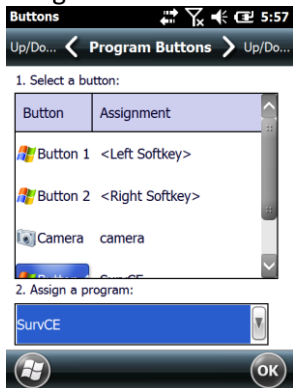 Buttons 5:57
Up/Do... Program Buttons Up/Do...
1. Select a button:
Button Assignment
Button 1 <Left Softkey>
Button 2 <Right Softkey>
Camera camera
SurvCE
2. Assign a program:
SurvCE
OK